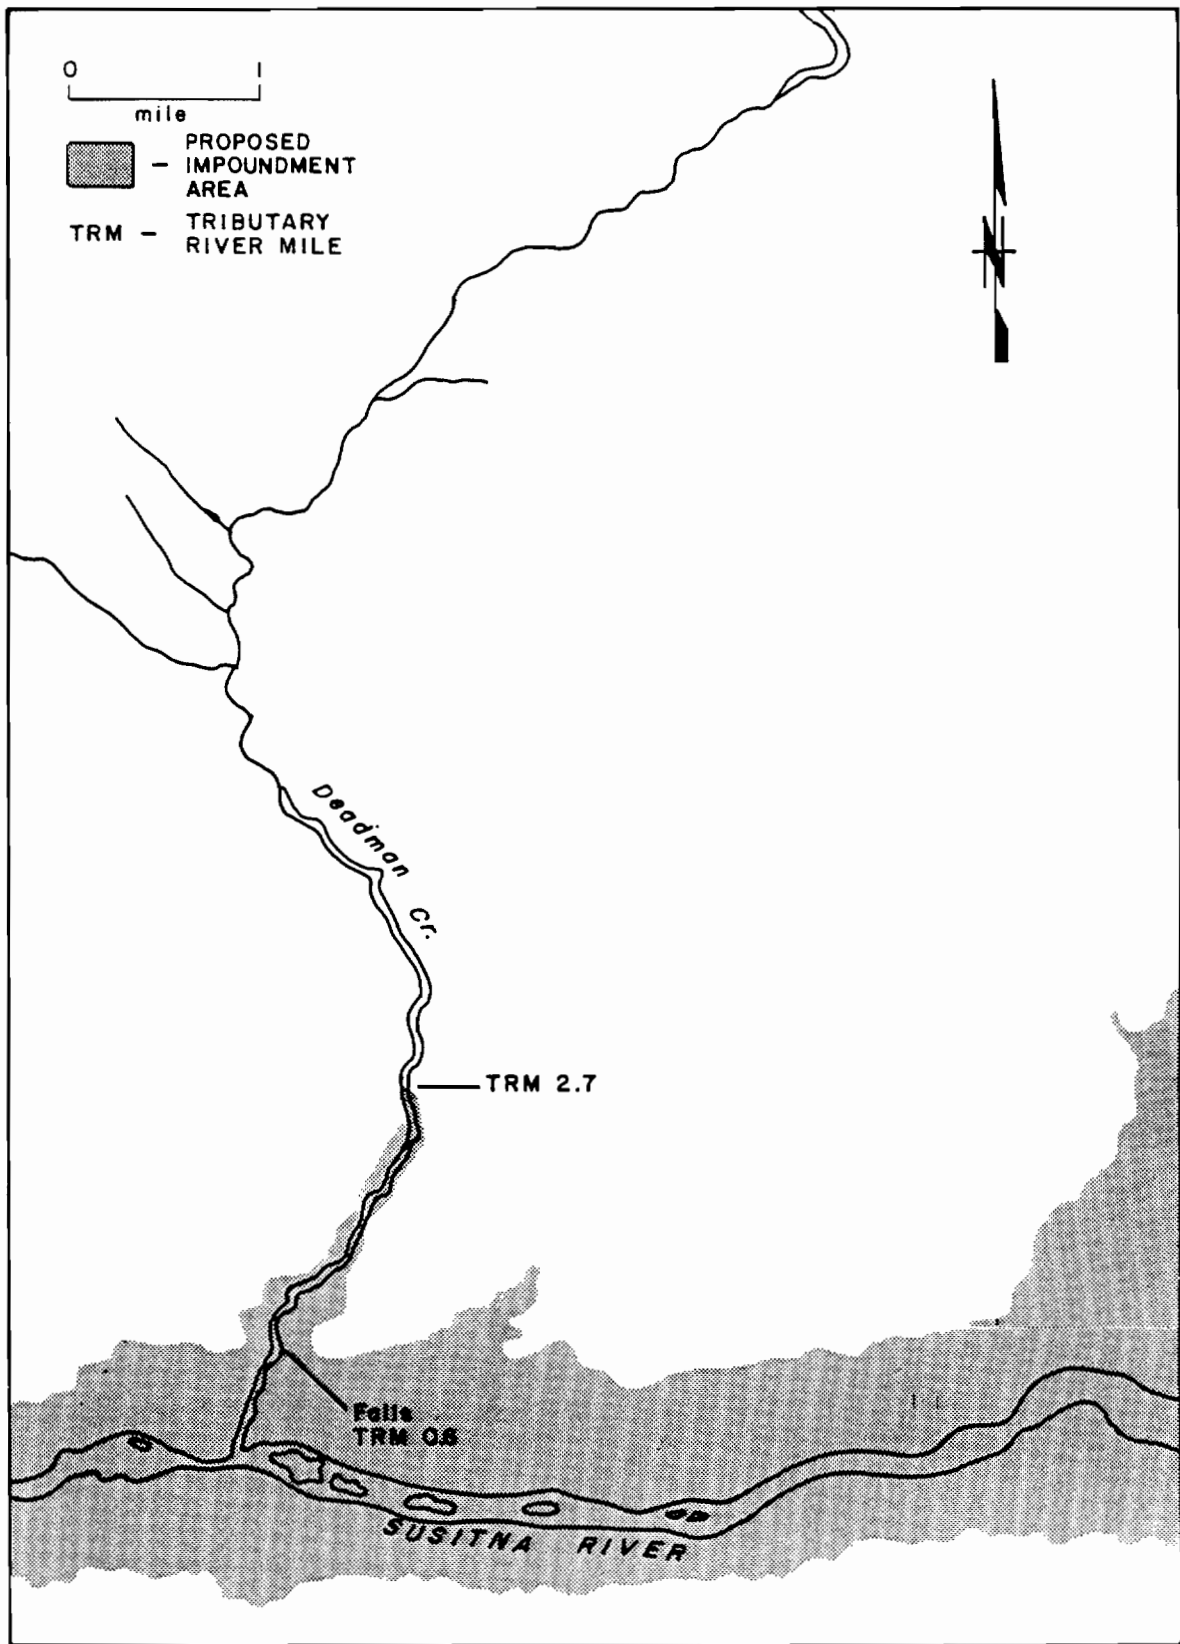 0 1
mile
— PROPOSED
IMPOUNDMENT
AREA
TRM — TRIBUTARY
RIVER MILE
N
Deadman Cr.
TRM 2.7
Falls
TRM 0.6
SUSITNA RIVER